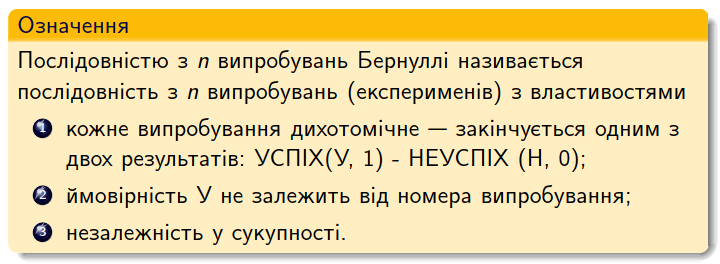 Означення
Послідовністю з n випробувань Бернуллі називається
послідовність з n випробувань (експерименів) з властивостями
1 кожне випробування дихотомічне — закінчується одним з
двох результатів: УСПІХ(У, 1) - НЕУСПІХ (Н, 0);
2 ймовірність У не залежить від номера випробування;
3 незалежність у сукупності.